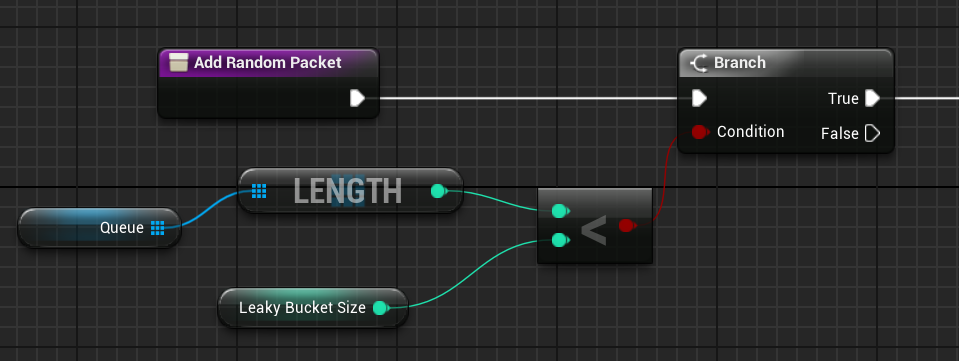 Add Random Packet
Branch
True
Condition
False
LENGTH
Queue
<
Leaky Bucket Size